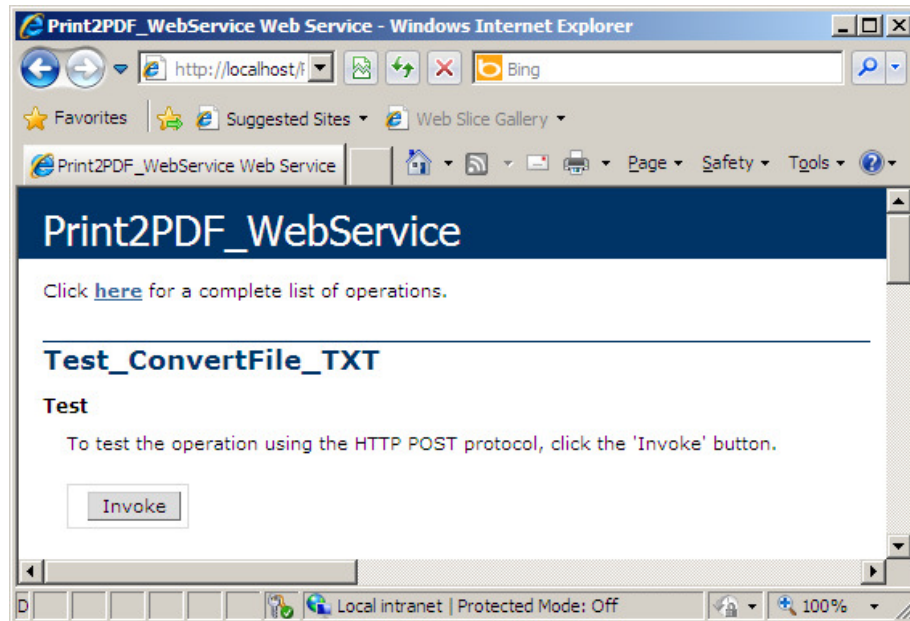 Print2PDF_WebService Web Service - Windows Internet Explorer
http://localhost/
Bing
Favorites Suggested Sites Web Slice Gallery
Print2PDF_WebService Web Service Page Safety Tools
Print2PDF_WebService
Click here for a complete list of operations.
Test_ConvertFile_TXT
Test
To test the operation using the HTTP POST protocol, click the 'Invoke' button.
Invoke
D Local intranet | Protected Mode: Off 100%